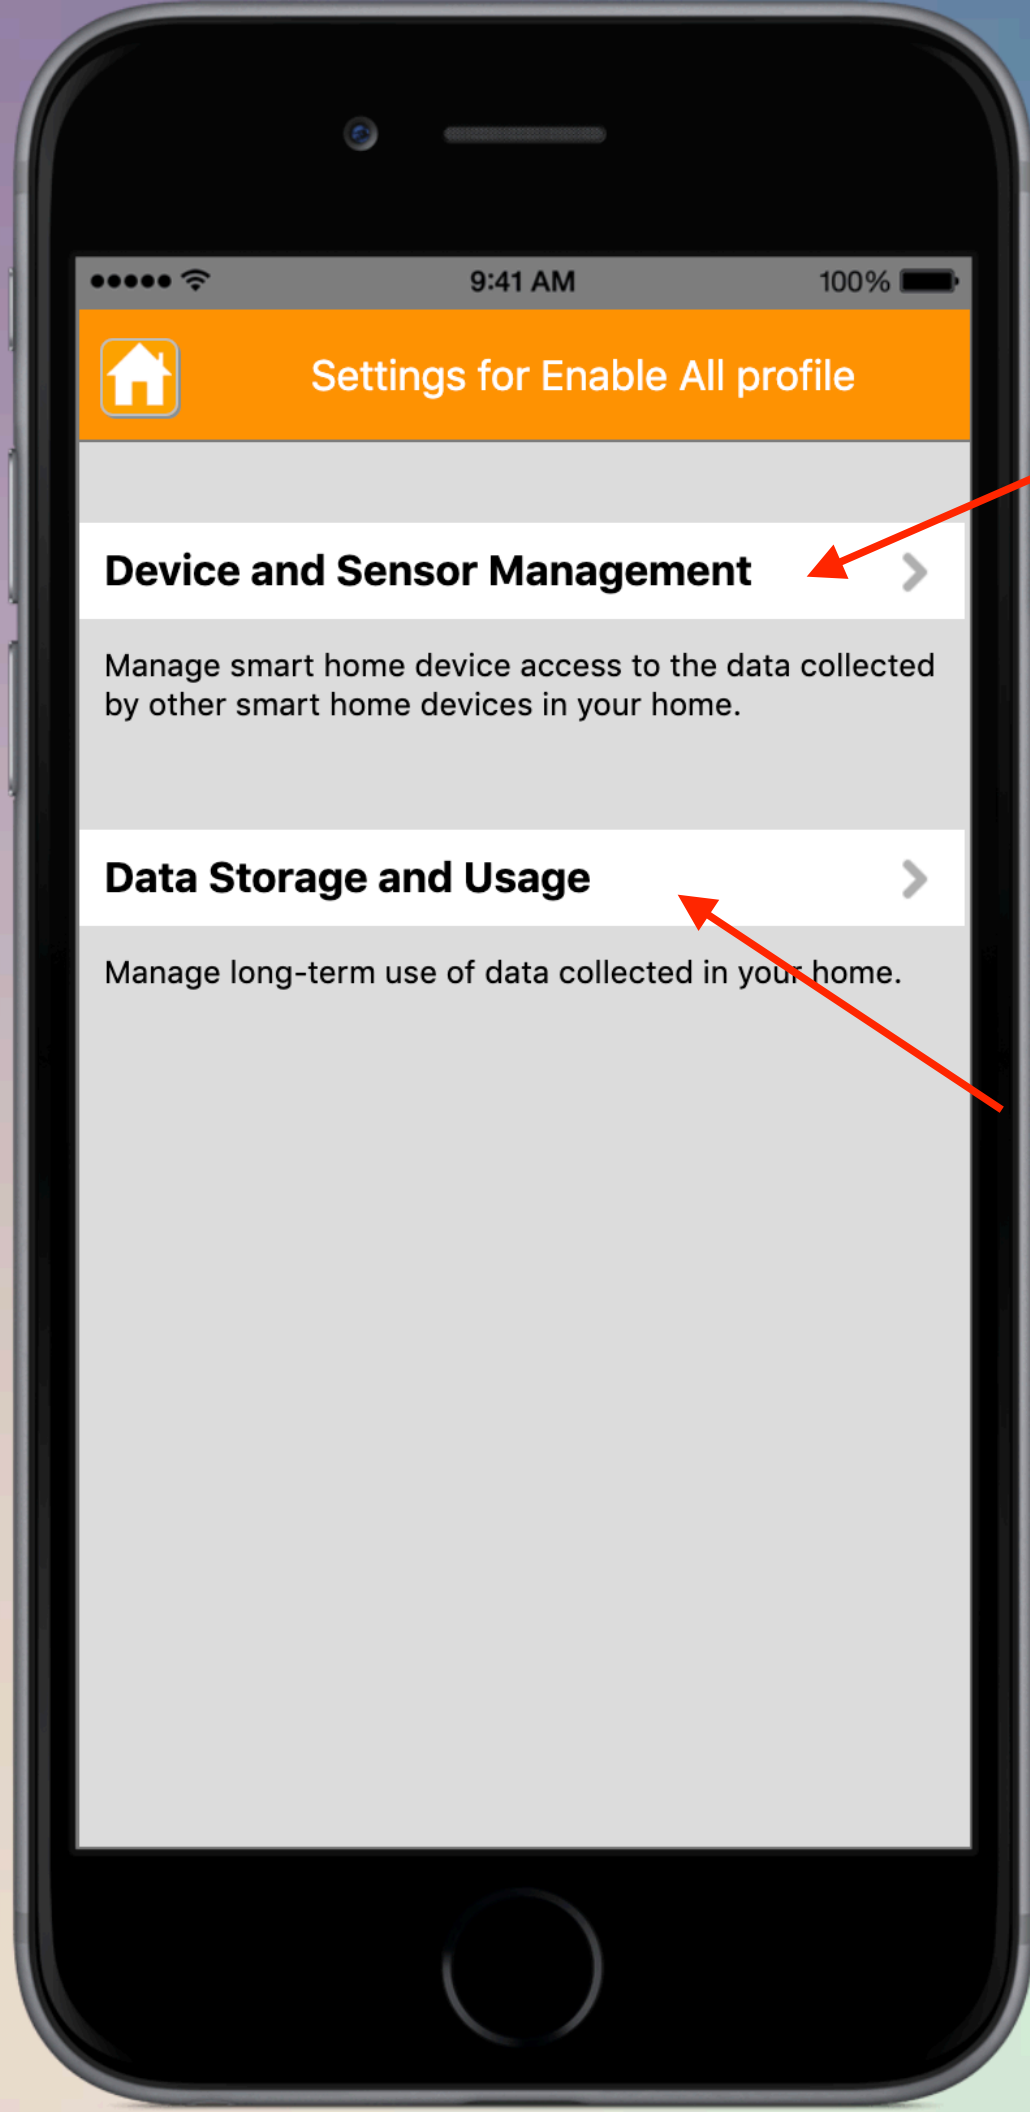 9:41 AM
100%
Settings for Enable All profile
Device and Sensor Management
Manage smart home device access to the data collected
by other smart home devices in your home.
Data Storage and Usage
Manage long-term use of data collected in your home.